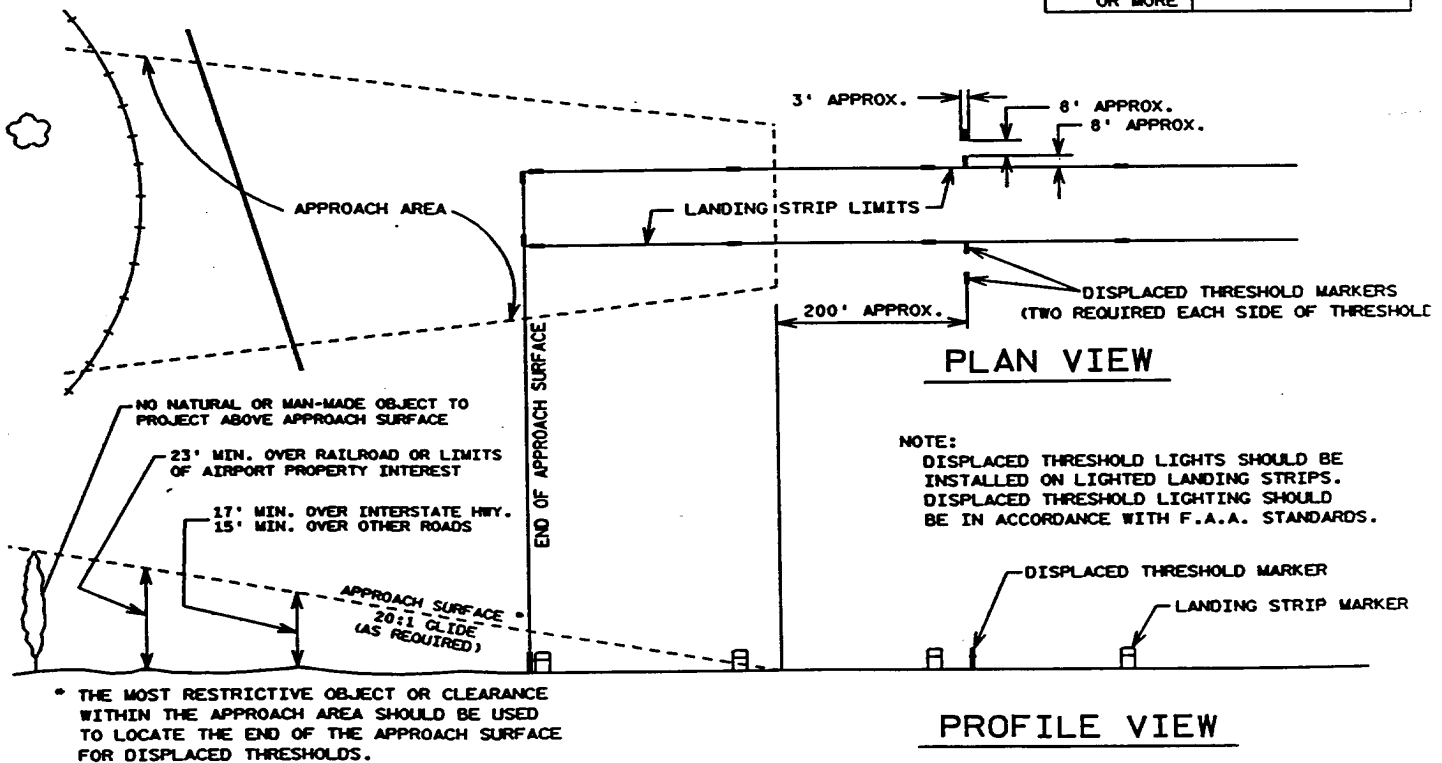 OR MORE
3' APPROX.
8' APPROX.
8' APPROX.
APPROACH AREA
LANDING STRIP LIMITS
DISPLACED THRESHOLD MARKERS
(TWO REQUIRED EACH SIDE OF THRESHOLD
200' APPROX.
END OF APPROACH SURFACE
PLAN VIEW
NO NATURAL OR MAN-MADE OBJECT TO
PROJECT ABOVE APPROACH SURFACE
23' MIN. OVER RAILROAD OR LIMITS
OF AIRPORT PROPERTY INTEREST
17' MIN. OVER INTERSTATE HWY.
15' MIN. OVER OTHER ROADS
NOTE:
DISPLACED THRESHOLD LIGHTS SHOULD BE
INSTALLED ON LIGHTED LANDING STRIPS.
DISPLACED THRESHOLD LIGHTING SHOULD
BE IN ACCORDANCE WITH F.A.A. STANDARDS.
APPROACH SURFACE *
20:1 GLIDE
(AS REQUIRED)
DISPLACED THRESHOLD MARKER
LANDING STRIP MARKER
* THE MOST RESTRICTIVE OBJECT OR CLEARANCE
WITHIN THE APPROACH AREA SHOULD BE USED
TO LOCATE THE END OF THE APPROACH SURFACE
FOR DISPLACED THRESHOLDS.
PROFILE VIEW